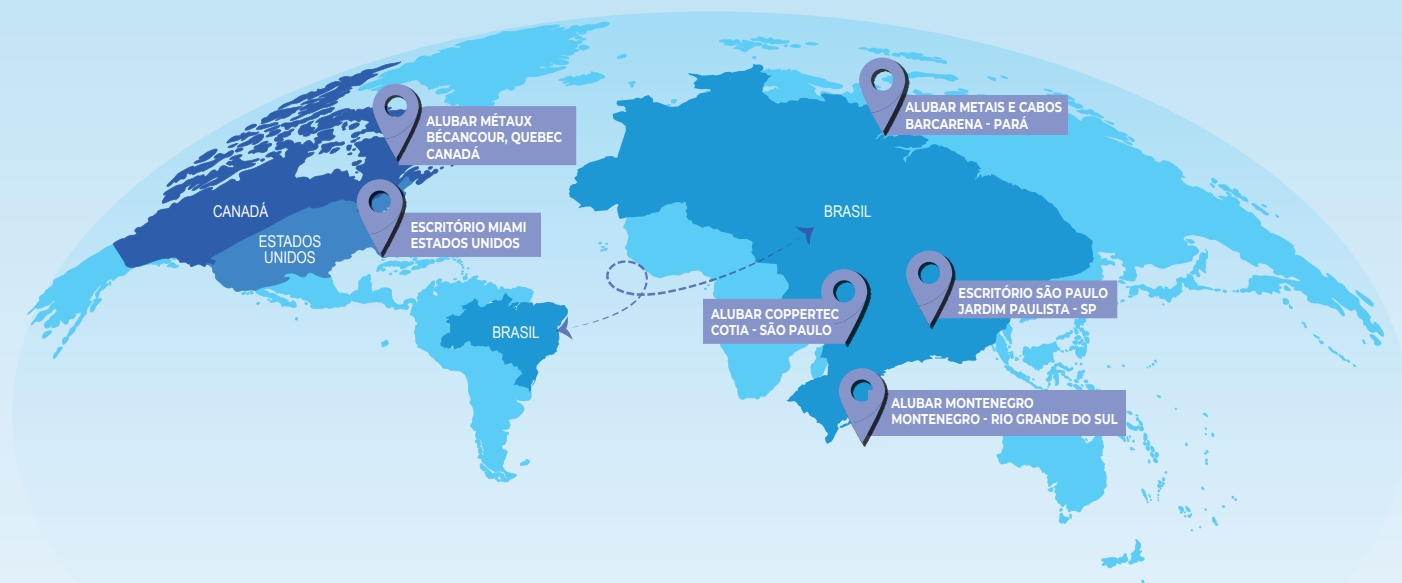 ALUBAR METAIS E CABOS
BARCARENA - PARÁ
ALUBAR MÉTAUX
BÉCANCOUR, QUEBEC
CANADÁ
CANADÁ
ESTADOS
UNIDOS
ESCRITÓRIO MIAMI
ESTADOS UNIDOS
BRASIL
BRASIL
ESCRITÓRIO SÃO PAULO
JARDIM PAULISTA - SP
ALUBAR COPPERTEC
COTIA - SÃO PAULO
ALUBAR MONTENEGRO
MONTENEGRO - RIO GRANDE DO SUL